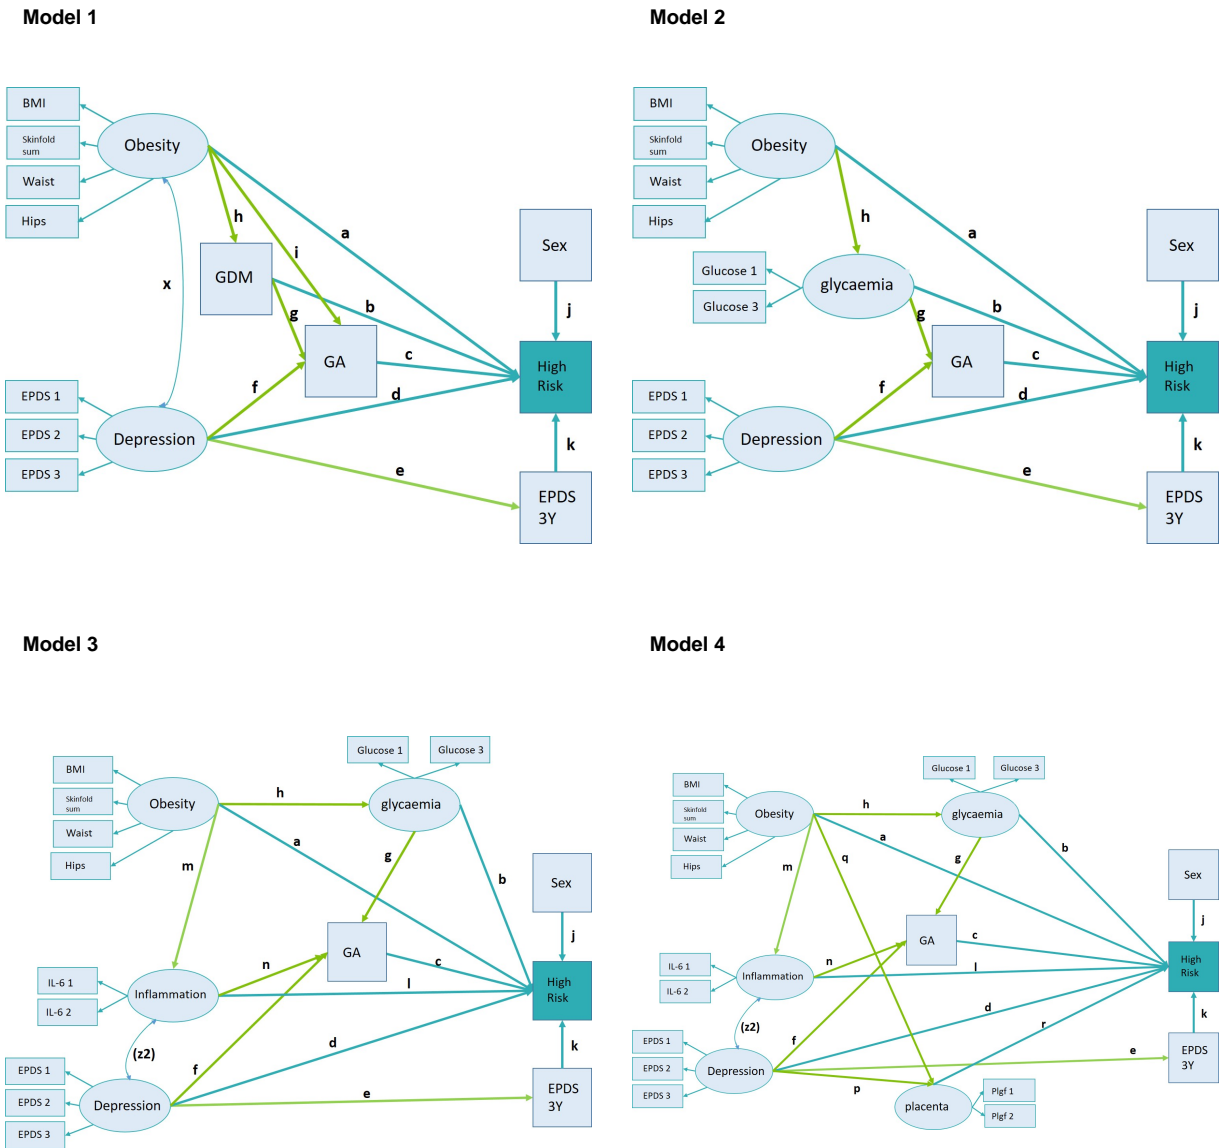 Model 1
BMI
Skinfold
sum
Waist
Hips
Obesity
h
i
a
x
GDM
b
g
GA
c
f
d
EPDS 1
EPDS 2
EPDS 3
Depression
e
Sex
j
High
Risk
k
EPDS
3Y
Model 2
BMI
Skinfold
sum
Waist
Hips
Obesity
h
a
Glucose 1
Glucose 3
glycaemia
b
g
GA
c
f
d
EPDS 1
EPDS 2
EPDS 3
Depression
e
Sex
j
High
Risk
k
EPDS
3Y
Model 3
BMI
Skinfold
sum
Waist
Hips
Obesity
h
Glucose 1
Glucose 3
glycaemia
a
m
g
b
GA
c
n
l
IL-6 1
IL-6 2
Inflammation
(z2)
f
d
EPDS 1
EPDS 2
EPDS 3
Depression
e
Sex
j
High
Risk
k
EPDS
3Y
Model 4
BMI
Skinfold
sum
Waist
Hips
Obesity
h
Glucose 1
Glucose 3
glycaemia
a
q
m
g
b
GA
c
n
l
IL-6 1
IL-6 2
Inflammation
(z2)
f
d
r
EPDS 1
EPDS 2
EPDS 3
Depression
e
p
placenta
Plgf 1
Plgf 2
Sex
j
High
Risk
k
EPDS
3Y